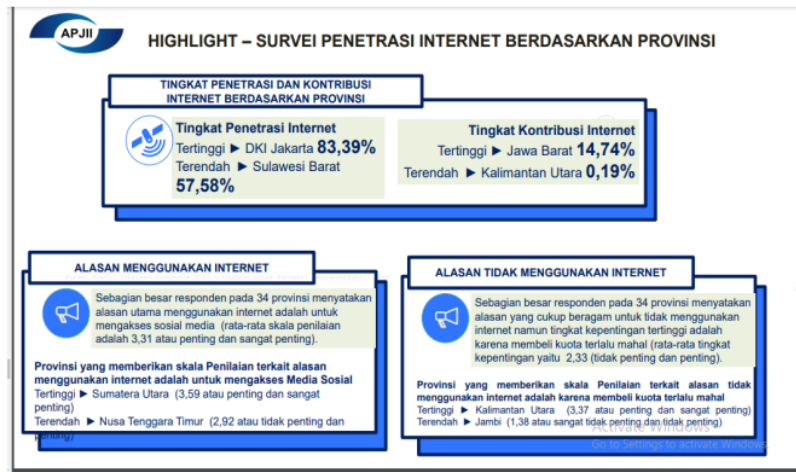 APJII
HIGHLIGHT – SURVEI PENETRASI INTERNET BERDASARKAN PROVINSI
TINGKAT PENETRASI DAN KONTRIBUSI
INTERNET BERDASARKAN PROVINSI
Tingkat Penetrasi Internet
Tertinggi ► DKI Jakarta 83,39%
Terendah ► Sulawesi Barat
57,58%
Tingkat Kontribusi Internet
Tertinggi ► Jawa Barat 14,74%
Terendah ► Kalimantan Utara 0,19%
ALASAN MENGGUNAKAN INTERNET
Sebagian besar responden pada 34 provinsi menyatakan
alasan utama menggunakan internet adalah untuk
mengakses sosial media (rata-rata skala penilaian
adalah 3,31 atau penting dan sangat penting).
Provinsi yang memberikan skala Penilaian terkait alasan
menggunakan internet adalah untuk mengakses Media Sosial
Tertinggi ► Sumatera Utara (3,59 atau penting dan sangat
penting)
Terendah ► Nusa Tenggara Timur (2,92 atau tidak penting dan
penting)
ALASAN TIDAK MENGGUNAKAN INTERNET
Sebagian besar responden pada 34 provinsi menyatakan
alasan yang cukup beragam untuk tidak menggunakan
internet namun tingkat kepentingan tertinggi adalah
karena membeli kuota terlalu mahal (rata-rata tingkat
kepentingan yaitu 2,33 (tidak penting dan penting).
Provinsi yang memberikan skala Penilaian terkait alasan tidak
menggunakan internet adalah karena membeli kuota terlalu mahal
Tertinggi ► Kalimantan Utara (3,37 atau penting dan sangat penting)
Terendah ► Jambi (1,38 atau sangat tidak penting dan tidak penting)
Activate Windows
Go to Settings to activate Windows